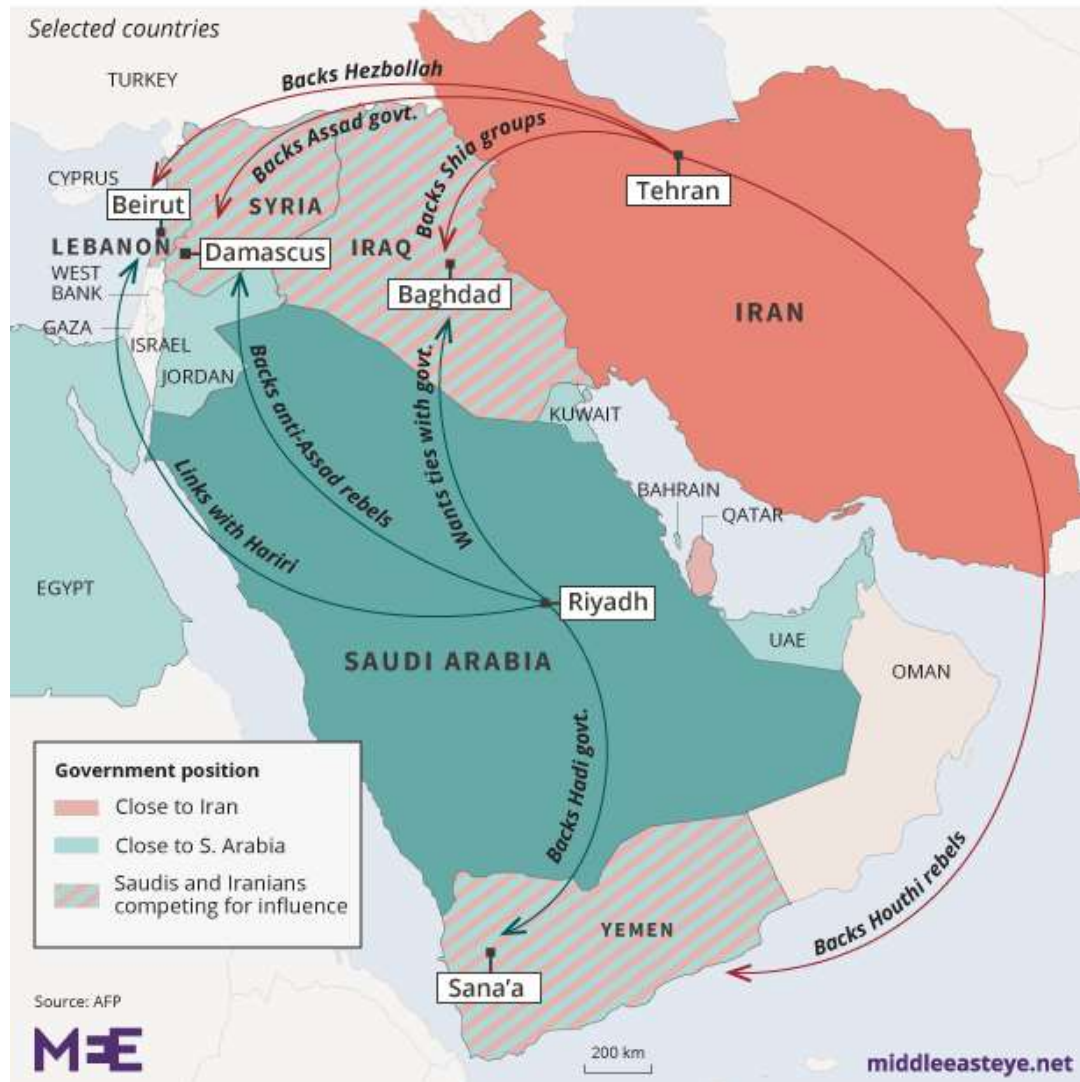 Selected countries
TURKEY
Backs Hezbollah
Backs Assad govt.
Backs Shia groups
CYPRUS
Beirut
SYRIA
Tehran
LEBANON
Damascus
IRAQ
WEST
BANK
Baghdad
IRAN
GAZA
ISRAEL
JORDAN
Backs anti-Assad rebels
Wants ties with govt.
KUWAIT
Links with Hariri
BAHRAIN
QATAR
EGYPT
Riyadh
SAUDI ARABIA
UAE
OMAN
Backs Hadi govt.
Government position
Close to Iran
Close to S. Arabia
Saudis and Iranians
competing for influence
Backs Houthi rebels
YEMEN
Sana'a
Source: AFP
MEE
200 km
middleeasteye.net